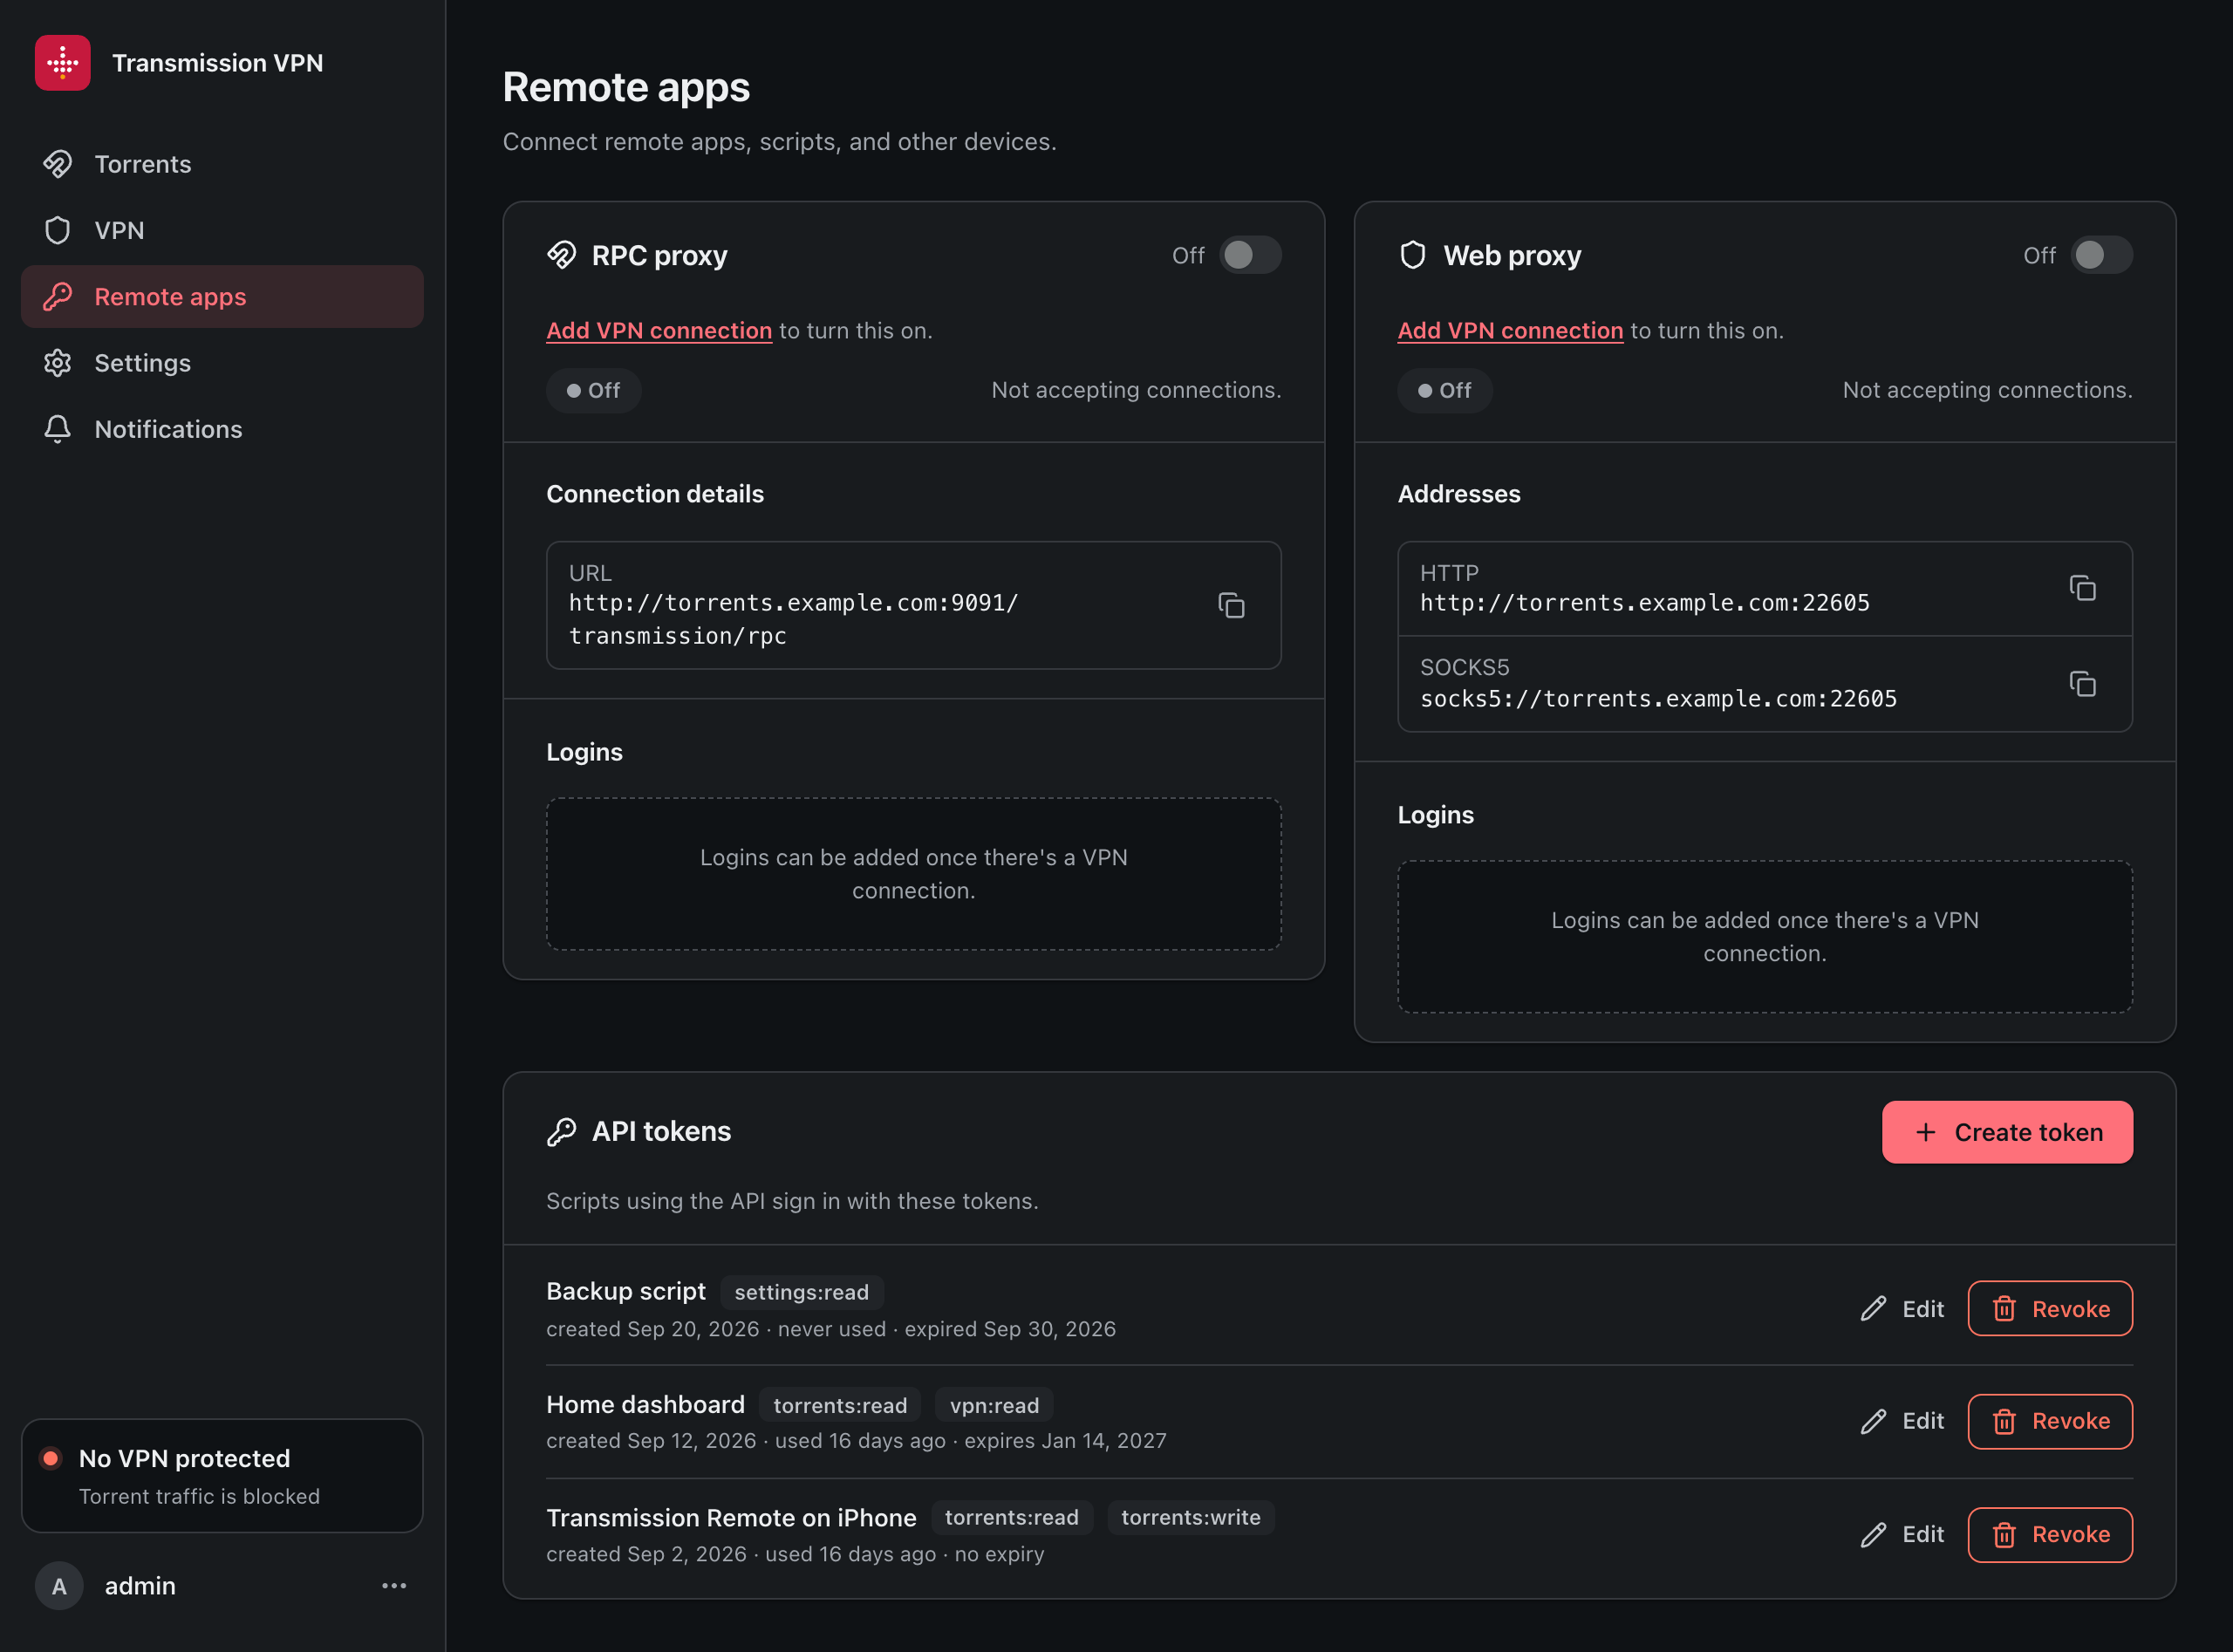 Transmission VPN
Torrents
VPN
Remote apps
Settings
Notifications
No VPN protected
Torrent traffic is blocked
A
admin
Remote apps
Connect remote apps, scripts, and other devices.
RPC proxy
Off
Add VPN connection to turn this on.
Off
Not accepting connections.
Connection details
URL
http://torrents.example.com:9091/
transmission/rpc
Logins
Logins can be added once there's a VPN
connection.
Web proxy
Off
Add VPN connection to turn this on.
Off
Not accepting connections.
Addresses
HTTP
http://torrents.example.com:22605
SOCKS5
socks5://torrents.example.com:22605
Logins
Logins can be added once there's a VPN
connection.
API tokens
Create token
Scripts using the API sign in with these tokens.
Backup script settings:read
created Sep 20, 2026 · never used · expired Sep 30, 2026
Edit
Revoke
Home dashboard torrents:read vpn:read
created Sep 12, 2026 · used 16 days ago · expires Jan 14, 2027
Edit
Revoke
Transmission Remote on iPhone torrents:read torrents:write
created Sep 2, 2026 · used 16 days ago · no expiry
Edit
Revoke